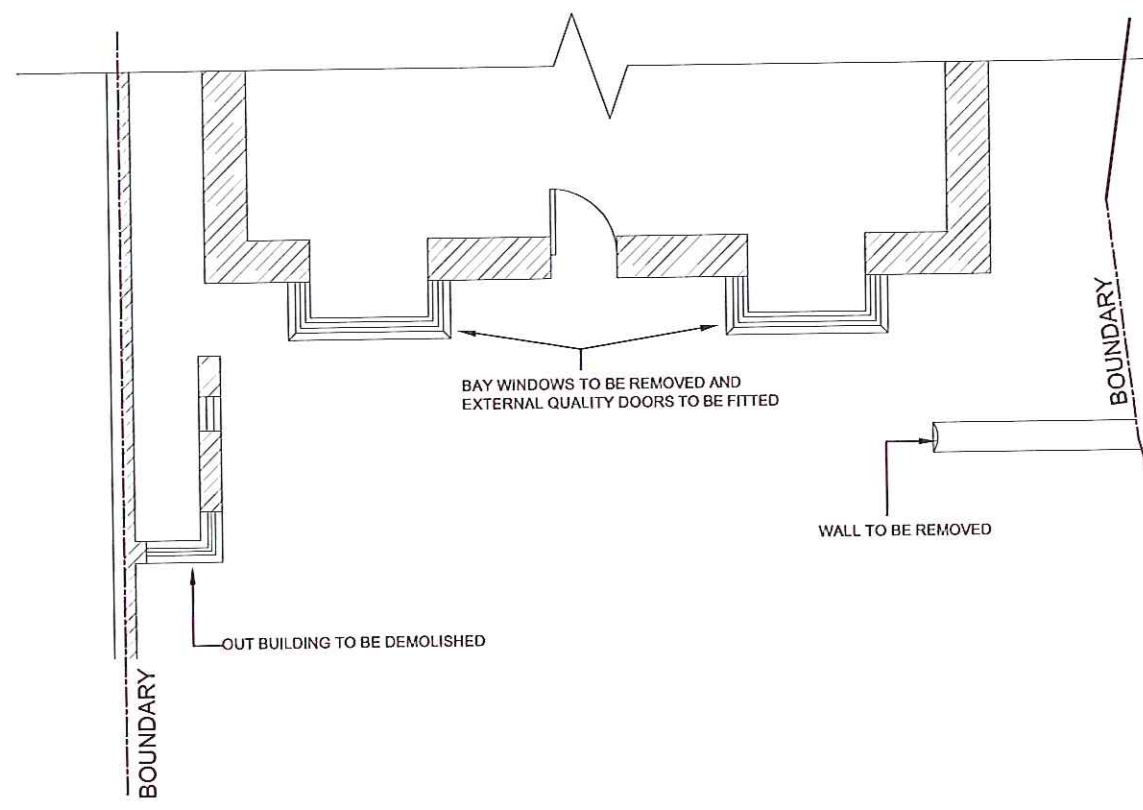 BAY WINDOWS TO BE REMOVED AND
EXTERNAL QUALITY DOORS TO BE FITTED
BOUNDARY
WALL TO BE REMOVED
OUT BUILDING TO BE DEMOLISHED
BOUNDARY